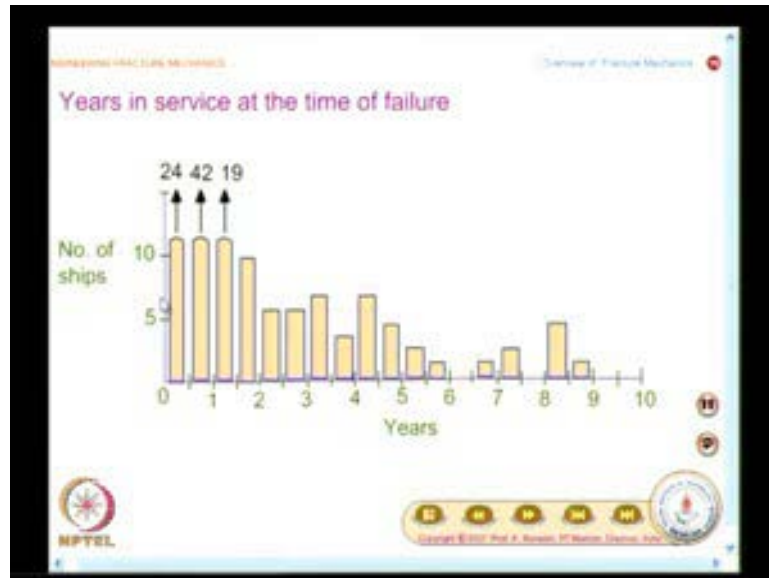 Overview of Fracture Mechanics
Years in service at the time of failure
24 42 19
No. of
ships
10
5
0 1 2 3 4 5 6 7 8 9 10
Years
NPTEL